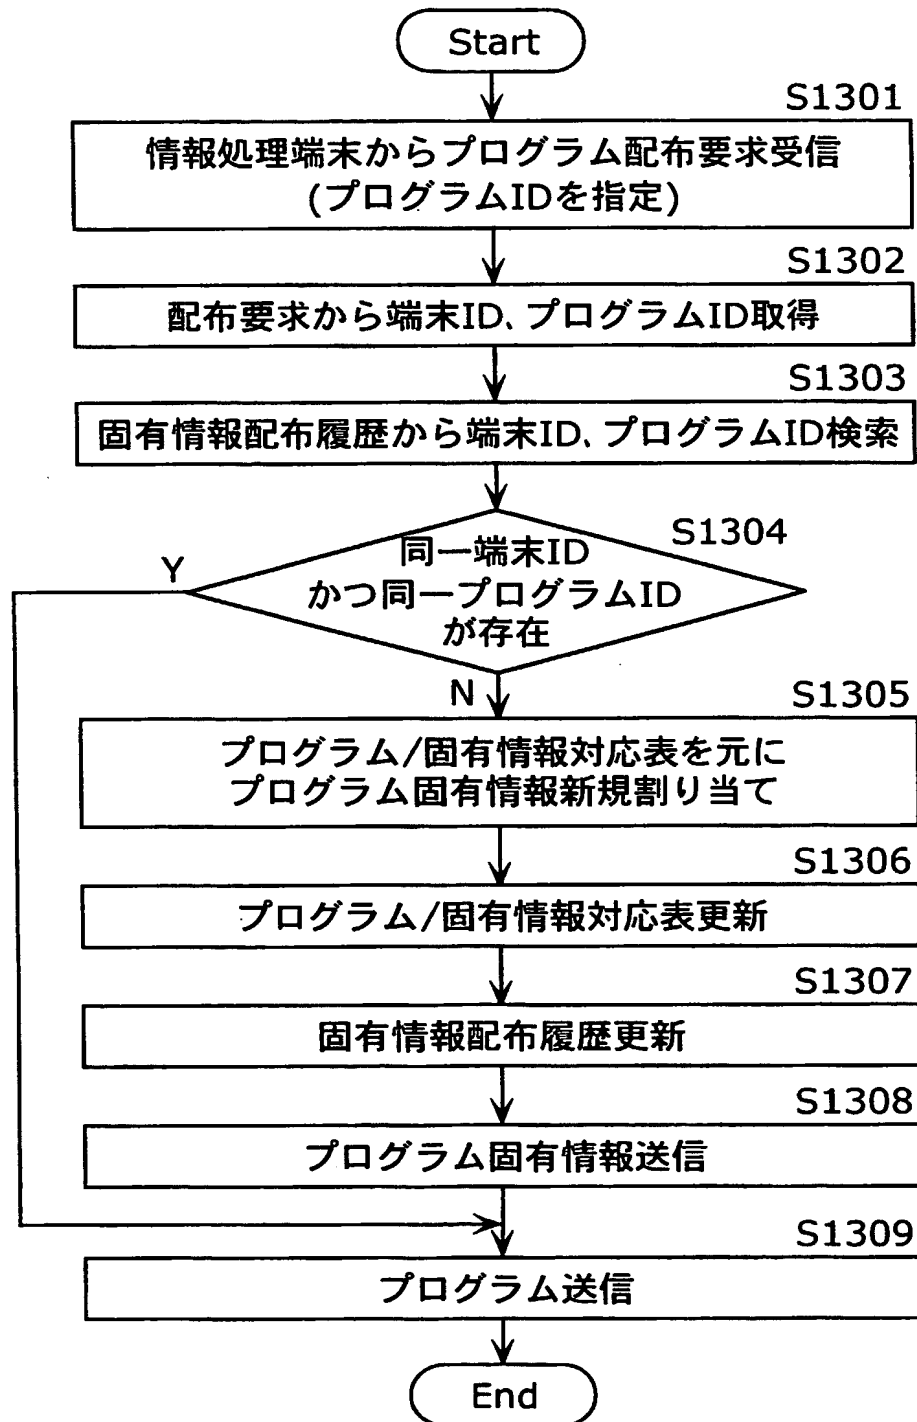 Start
S1301
情報処理端末からプログラム配布要求受信
(プログラムIDを指定)
S1302
配布要求から端末ID、プログラムID取得
S1303
固有情報配布履歴から端末ID、プログラムID検索
S1304
同一端末ID
かつ同一プログラムID
が存在
Y
N
S1305
プログラム/固有情報対応表を元に
プログラム固有情報新規割り当て
S1306
プログラム/固有情報対応表更新
S1307
固有情報配布履歴更新
S1308
プログラム固有情報送信
S1309
プログラム送信
End